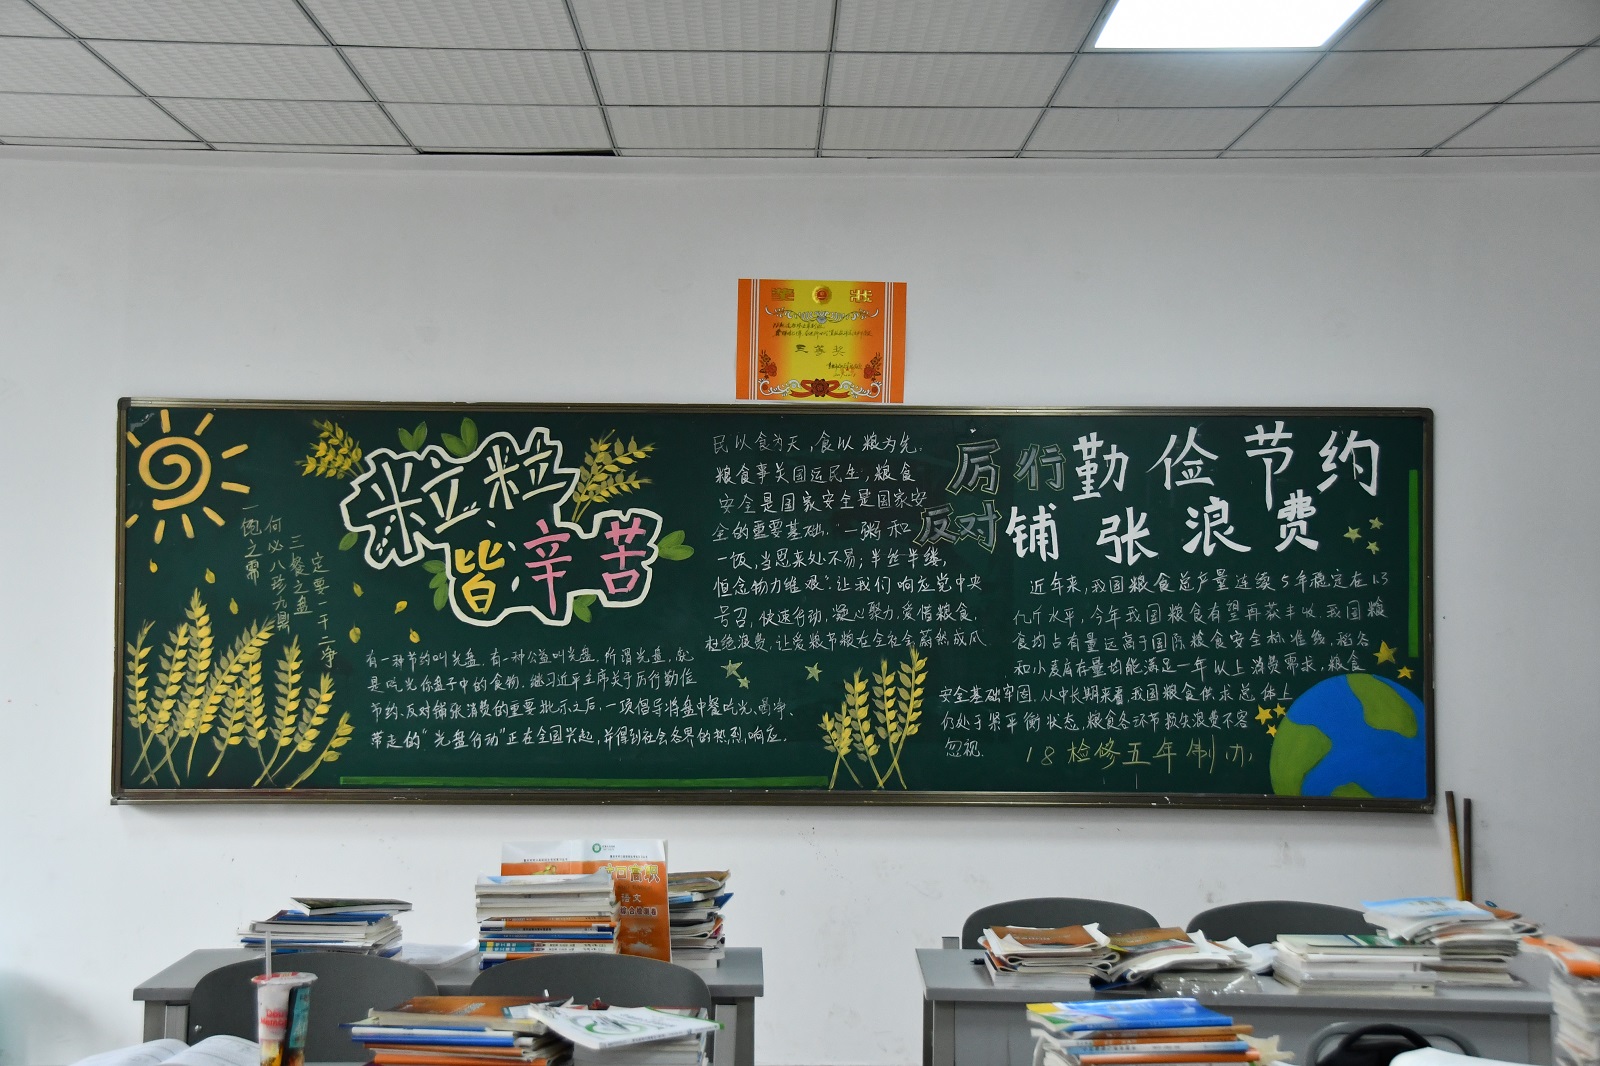 奖状
三等奖
粒粒
皆辛苦
一饱之需
何必八珍九鼎
三餐之盘
一定要一干二净
有一种节约叫光盘,有一种公益叫光盘,所谓光盘,就
是吃光你盘子中的食物,继习近平主席关于厉行勤俭
节约、反对铺张消费的重要批示之后,一项倡导将盘中餐吃光、喝净、
带走的“光盘行动”正在全国兴起,并得到社会各界的热烈响应。
民以食为天,食以粮为先。
粮食事关国运民生,粮食
安全是国家安全是国家安
全的重要基础。“一粥和
一饭,当思来处不易;半丝半缕,
恒念物力维艰”。让我们响应党中央
号召,快速行动,凝心聚力,爱惜粮食,
杜绝浪费,让爱粮节粮在全社会蔚然成风
厉行勤俭节约
反对铺张浪费
近年来,我国粮食总产量连续5年稳定在1.3
亿斤水平,今年我国粮食有望再获丰收,我国粮
食均占有量远高于国际粮食安全标准线,稻谷
和小麦库存量均能满足一年以上消费需求,粮食
安全基础牢固,从中长期来看,我国粮食供求总体上
仍处于紧平衡状态,粮食各环节损失浪费不容
忽视.
18检修五年制办
语文